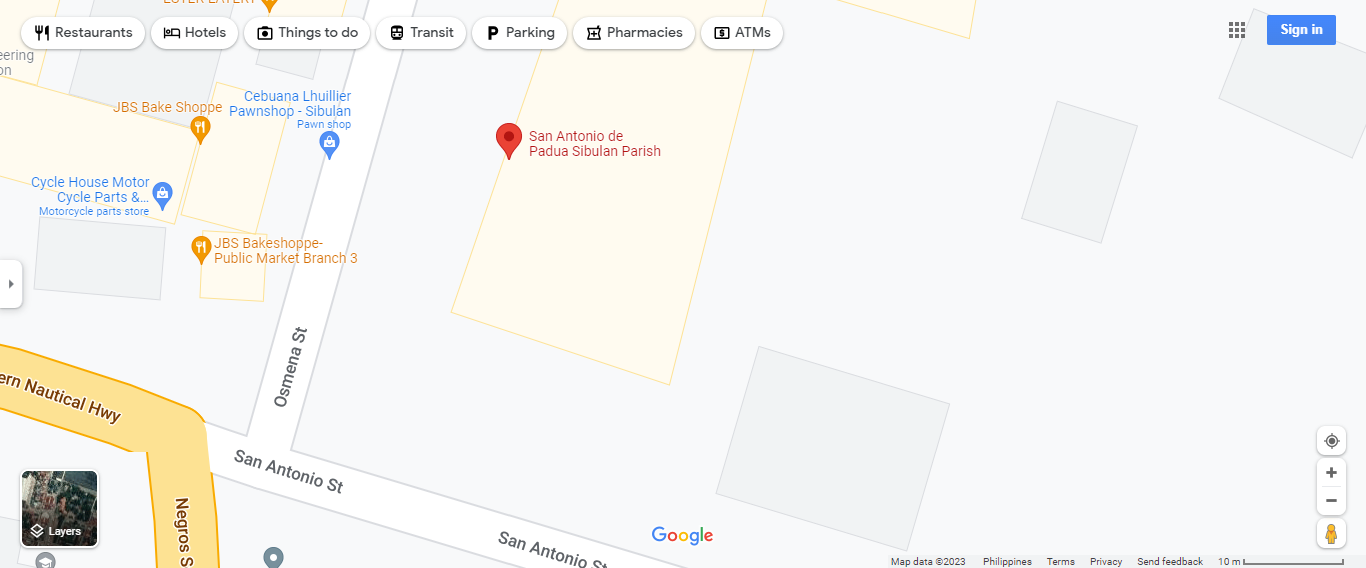 Restaurants
Hotels
Things to do
Transit
Parking
Pharmacies
ATMs
Sign in
JBS Bake Shoppe
Cebuana Lhuillier
Pawnshop - Sibulan
Pawn shop
San Antonio de
Padua Sibulan Parish
Cycle House Motor
Cycle Parts &...
Motorcycle parts store
JBS Bakeshoppe-
Public Market Branch 3
Osmena St
ern Nautical Hwy
San Antonio St
Negros S
San Antonio St
Layers
Google
Map data ©2023
Philippines
Terms
Privacy
Send feedback
10 m